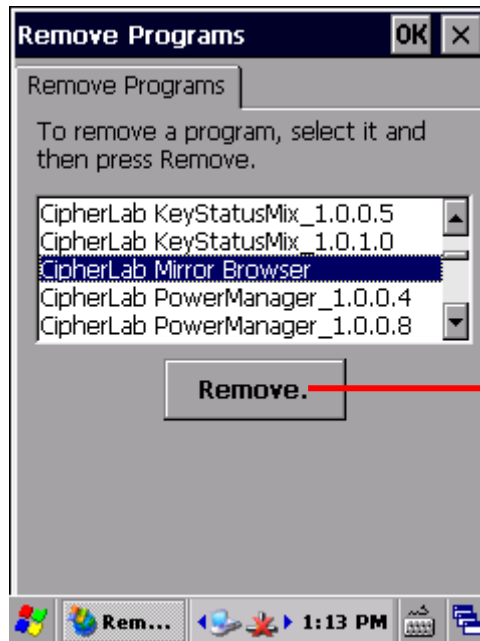 Remove Programs OK ×
Remove Programs
To remove a program, select it and
then press Remove.
CipherLab KeyStatusMix_1.0.0.5
CipherLab KeyStatusMix_1.0.1.0
CipherLab Mirror Browser
CipherLab PowerManager_1.0.0.4
CipherLab PowerManager_1.0.0.8
Remove.
Rem... 1:13 PM